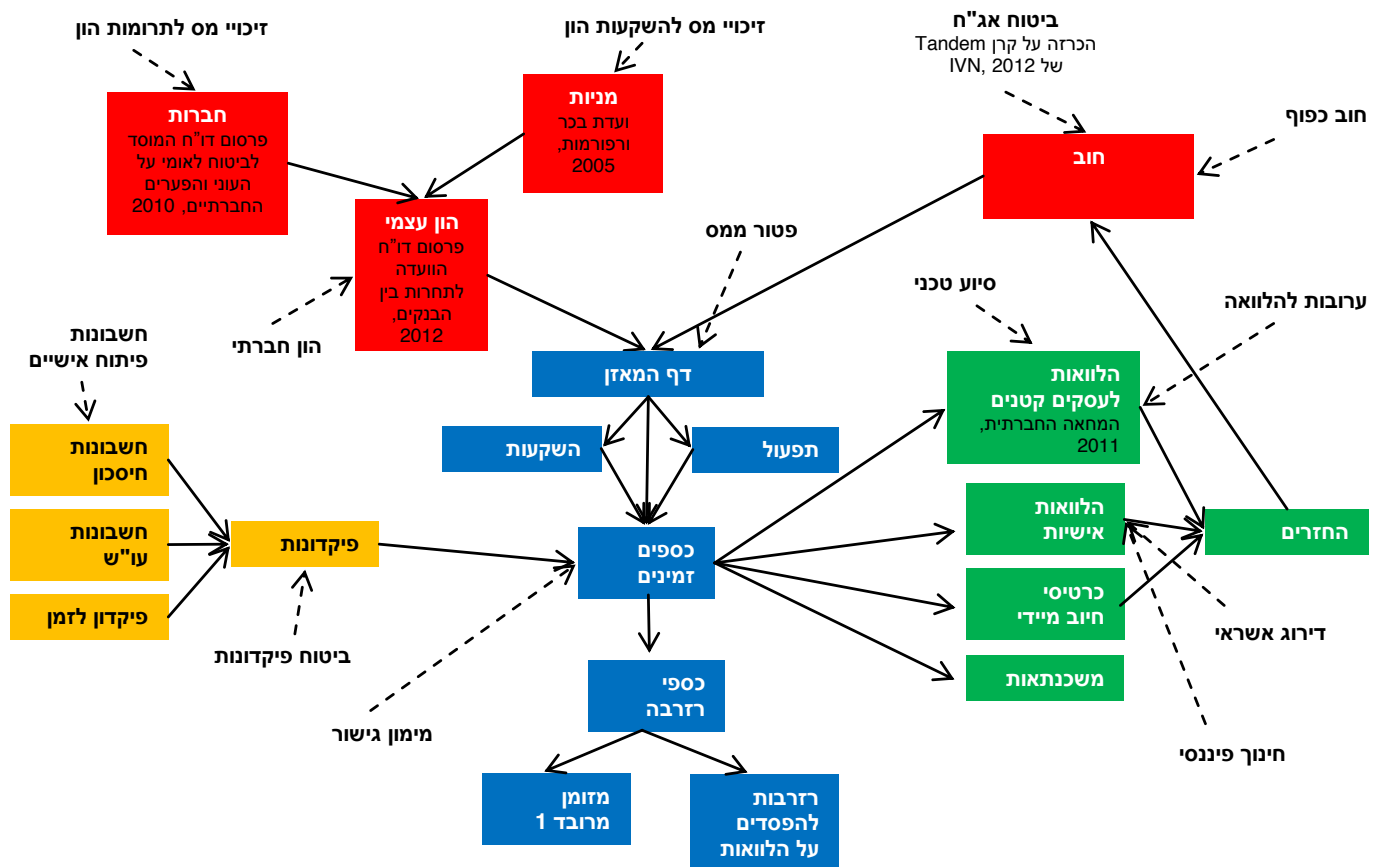 זיכויי מס לתרומות הון
זיכויי מס להשקעות הון
ביטוח אג"ח
הכרזה על קרן Tandem
של IVN, 2012
חברות
פרסום דו"ח המוסד
לביטוח לאומי על
העוני והפערים
החברתיים, 2010
מניות
ועדת בכר
ורפורמות,
2005
חוב כפוף
חוב
הון עצמי
פרסום דו"ח
הוועדה
לתחרות בין
הבנקים,
2012
פטור ממס
סיוע טכני
ערובות להלוואה
הון חברתי
חשבונות
פיתוח אישיים
דף המאזן
הלוואות
לעסקים קטנים
המחאה החברתית,
2011
חשבונות
חיסכון
השקעות
תפעול
חשבונות
עו"ש
פיקדונות
כספים
זמינים
הלוואות
אישיות
החזרים
פיקדון לזמן
כרטיסי
חיוב מיידי
דירוג אשראי
ביטוח פיקדונות
משכנתאות
כספי
רזרבה
מימון גישור
חינוך פיננסי
מזומן
מרובד 1
רזרבות
להפסדים
על הלוואות